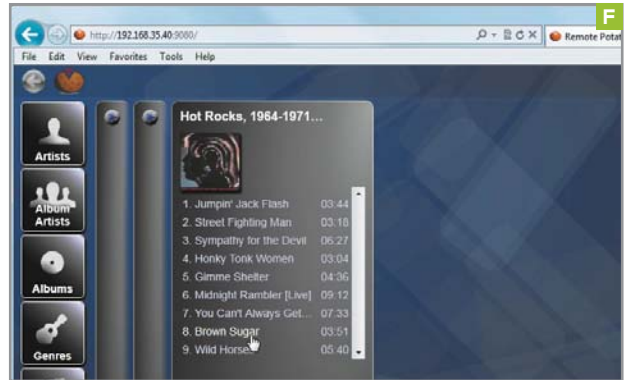 F
http://192.168.35.40:9080/
Remote Potat
File Edit View Favorites Tools Help
Hot Rocks, 1964-1971...
Artists
Album Artists
Albums
Genres
1. Jumpin' Jack Flash 03:44
2. Street Fighting Man 03:18
3. Sympathy for the Devil 06:27
4. Honky Tonk Women 03:04
5. Gimme Shelter 04:36
6. Midnight Rambler [Live] 09:12
7. You Can't Always Get... 07:33
8. Brown Sugar 03:51
9. Wild Horses 05:40